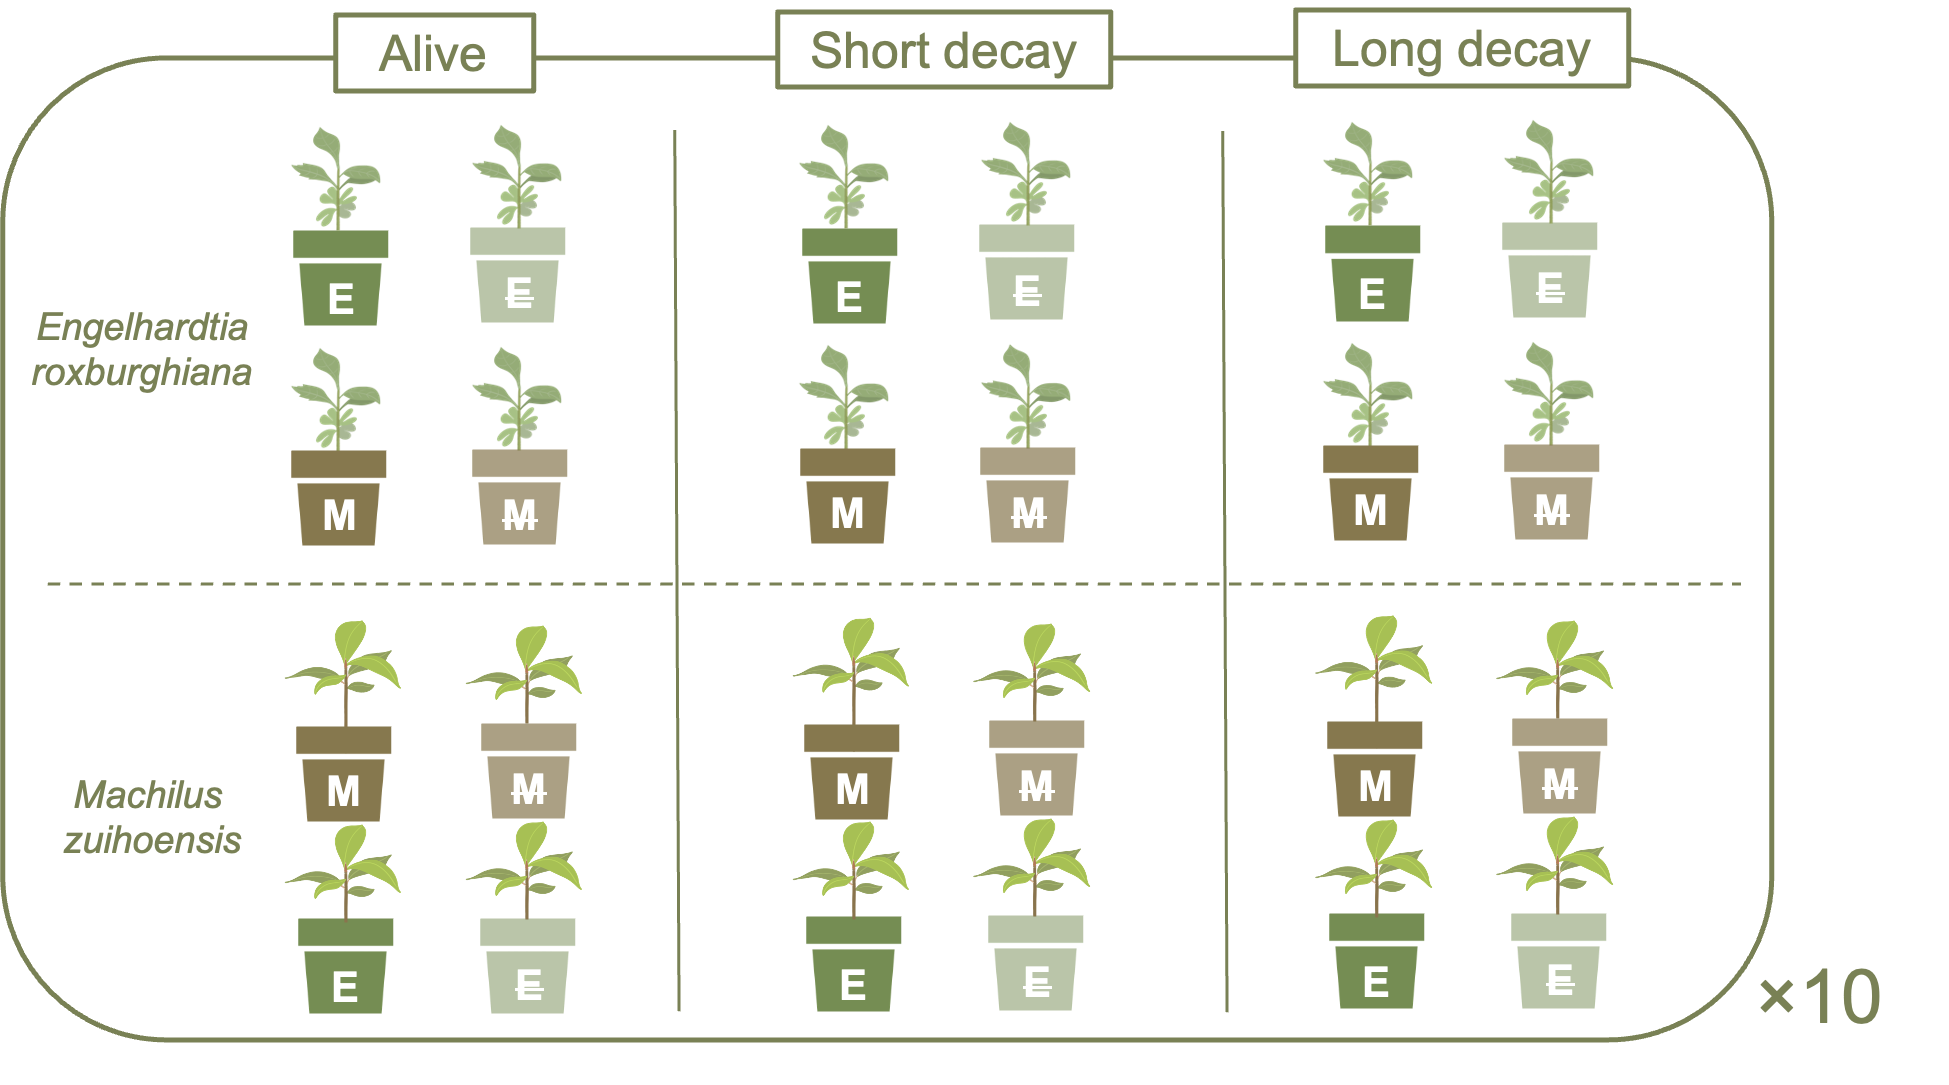 Alive Short decay Long decay
E E E E E E
Engelhardtia
roxburghiana
M M M M M M
M M M M M M
Machilus
zuihoensis
E E E E E E
×10